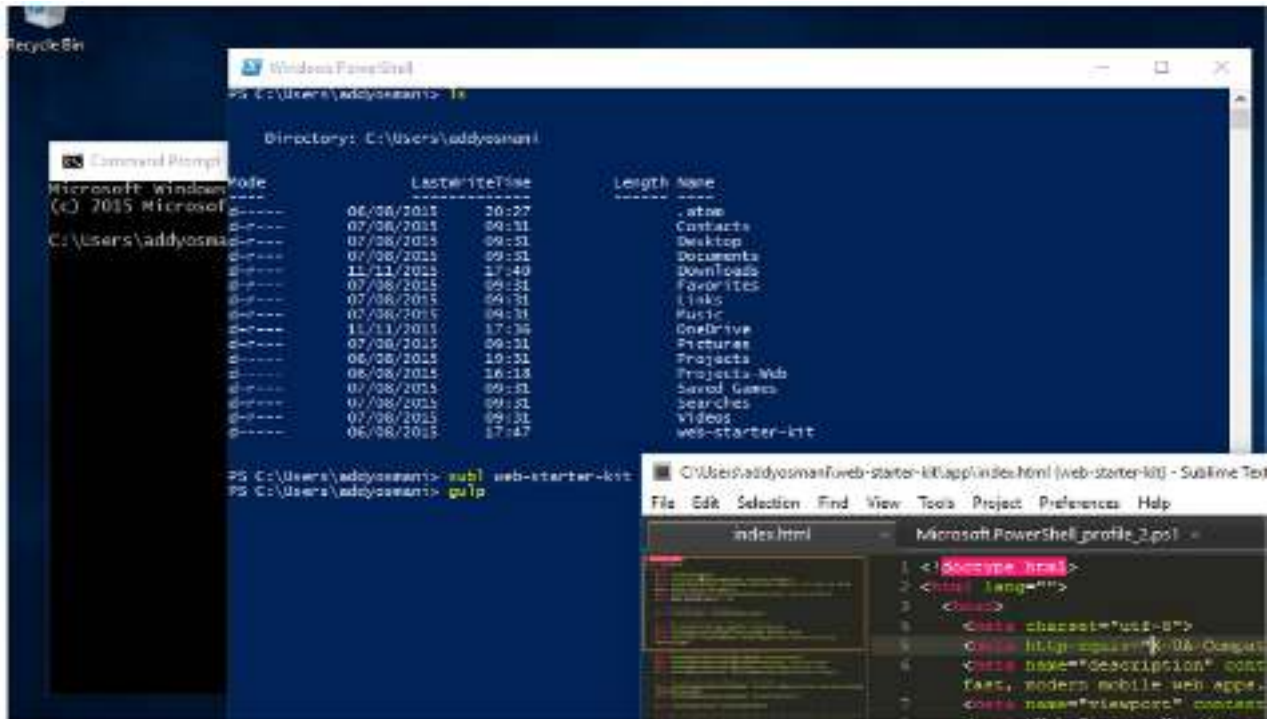 Recycle Bin
Windows PowerShell
PS C:\Users\addyosmani> ls
Directory: C:\Users\addyosmani
Mode LastWriteTime Length Name
---- ------------- ------ ----
d----- 06/08/2015 20:27 .atom
d-r--- 07/08/2015 09:31 Contacts
d-r--- 07/08/2015 09:31 Desktop
d-r--- 07/08/2015 09:31 Documents
d-r--- 11/11/2015 17:40 Downloads
d-r--- 07/08/2015 09:31 Favorites
d-r--- 07/08/2015 09:31 Links
d-r--- 07/08/2015 09:31 Music
d-r--- 11/11/2015 17:36 OneDrive
d-r--- 07/08/2015 09:31 Pictures
d----- 06/08/2015 19:31 Projects
d----- 06/08/2015 16:18 Projects-Web
d-r--- 07/08/2015 09:31 Saved Games
d-r--- 07/08/2015 09:31 Searches
d-r--- 07/08/2015 09:31 Videos
d----- 06/08/2015 17:47 web-starter-kit
PS C:\Users\addyosmani> subl web-starter-kit
PS C:\Users\addyosmani> gulp
Command Prompt
Microsoft Windows
(c) 2015 Microsof
C:\Users\addyosma
C:\Users\addyosmani\web-starter-kit\app\index.html (web-starter-kit) - Sublime Text
File Edit Selection Find View Tools Project Preferences Help
index.html Microsoft.PowerShell_profile_2.ps1
1 <!doctype html>
2 <html lang="">
3 <head>
<meta charset="utf-8">
5 <meta http-equiv="X-UA-Compat
6 <meta name="description" cont
fast, modern mobile web apps.
7 <meta name="viewport" content